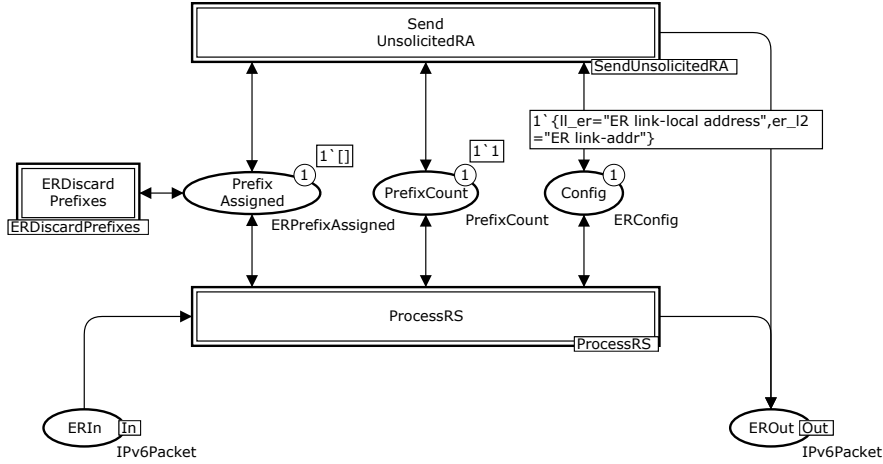 Send
UnsolicitedRA
SendUnsolicitedRA
1`{ll_er="ER link-local address",er_l2
="ER link-addr"}
1`[]
1`1
ERDiscard
Prefixes
ERDiscardPrefixes
Prefix
Assigned
1
ERPrefixAssigned
PrefixCount
1
PrefixCount
Config
1
ERConfig
ProcessRS
ProcessRS
ERIn
In
IPv6Packet
EROut
Out
IPv6Packet